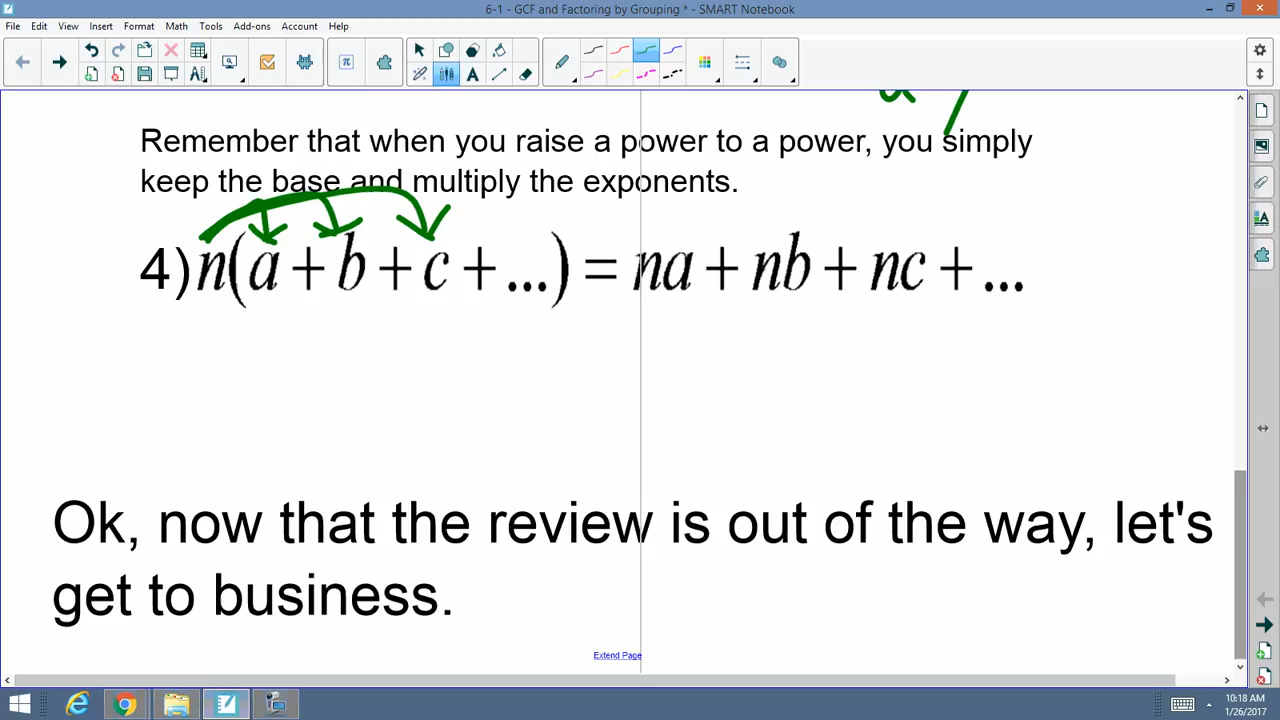 6-1 - GCF and Factoring by Grouping * - SMART Notebook
File Edit View Insert Format Math Tools Add-ons Account Help
Remember that when you raise a power to a power, you simply
keep the base and multiply the exponents.
4) n(a + b + c + ...) = na + nb + nc + ...
Ok, now that the review is out of the way, let's
get to business.
Extend Page
10:18 AM
1/26/2017